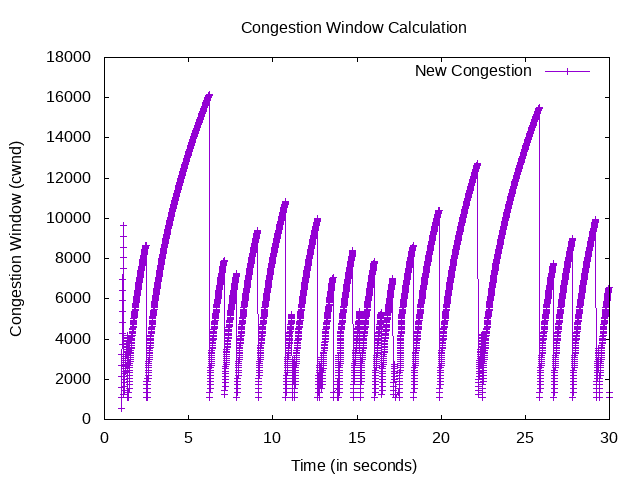 Congestion Window Calculation
New Congestion
Congestion Window (cwnd)
18000
16000
14000
12000
10000
8000
6000
4000
2000
0
0 5 10 15 20 25 30
Time (in seconds)